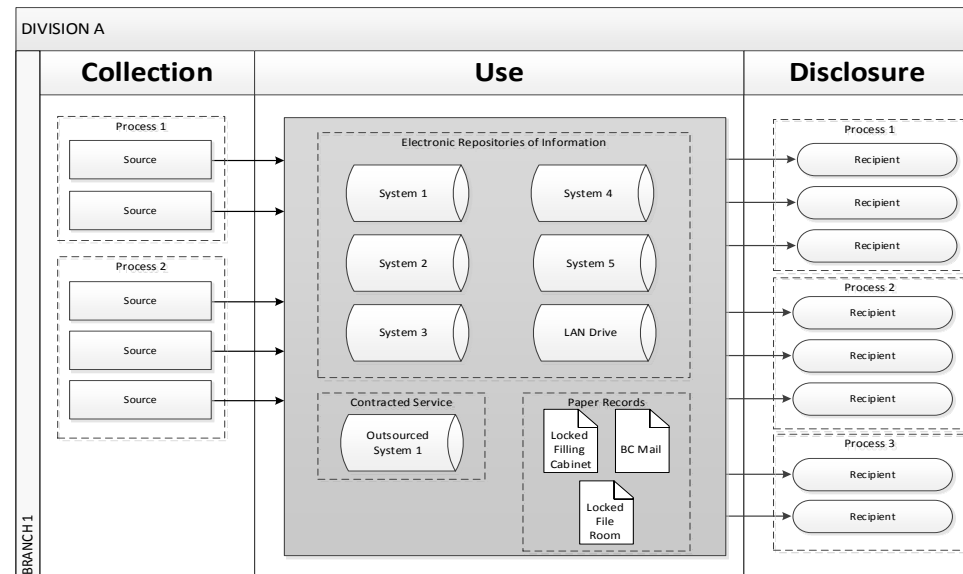 DIVISION A
BRANCH 1
Collection
Use
Disclosure
Process 1
Source
Source
Process 2
Source
Source
Source
Electronic Repositories of Information
System 1
System 4
System 2
System 5
System 3
LAN Drive
Contracted Service
Outsourced
System 1
Paper Records
Locked
Filling
Cabinet
BC Mail
Locked
File
Room
Process 1
Recipient
Recipient
Recipient
Process 2
Recipient
Recipient
Recipient
Process 3
Recipient
Recipient